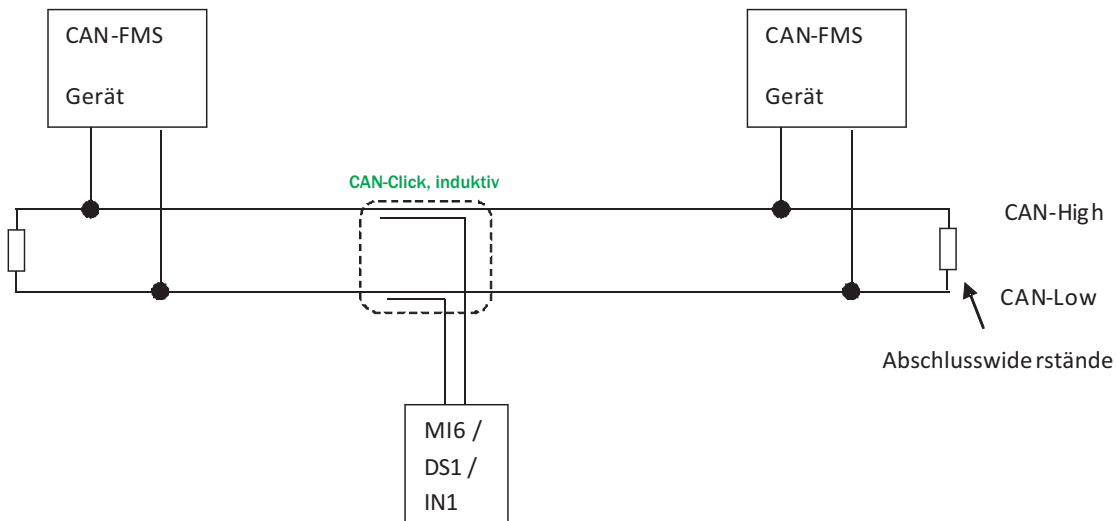 CAN-FMS
Gerät
CAN-FMS
Gerät
CAN-Click, induktiv
CAN-High
CAN-Low
Abschlusswiderstände
MI6 /
DS1 /
IN1